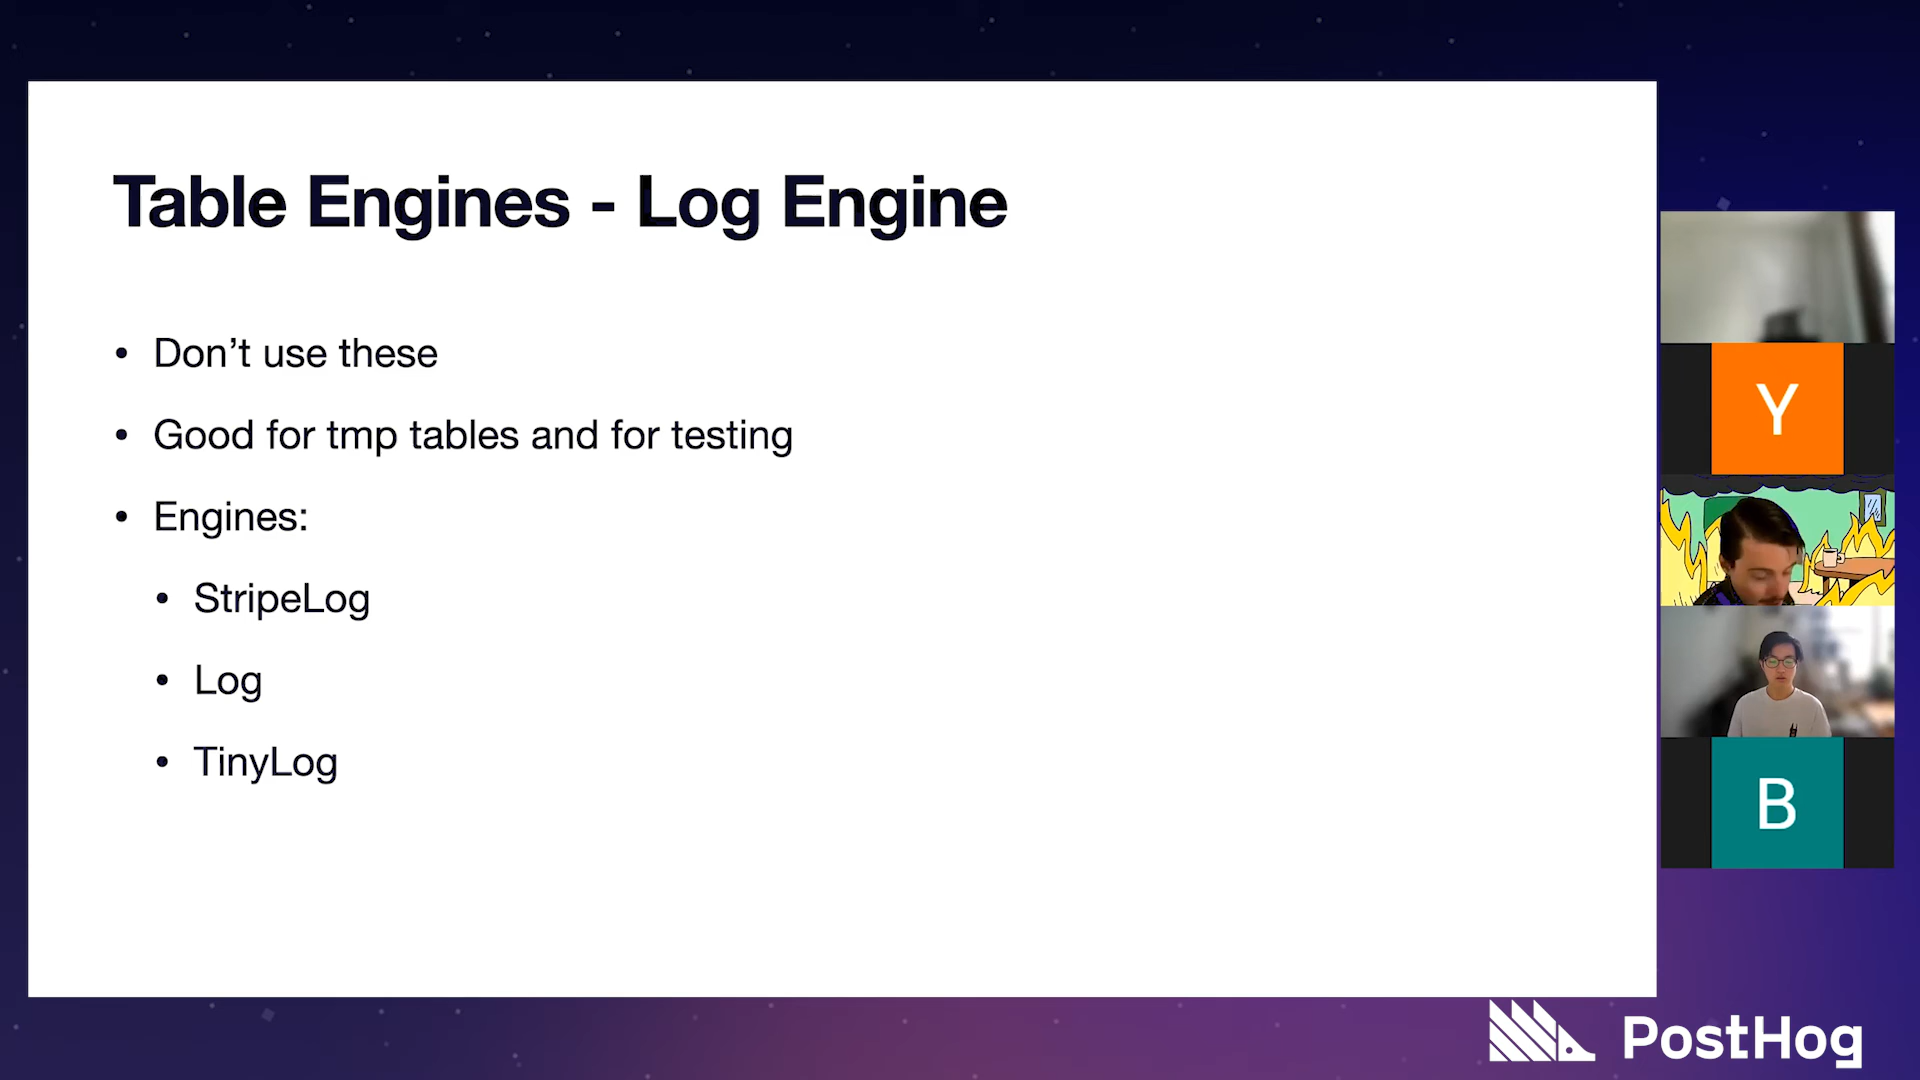 Table Engines - Log Engine
• Don’t use these
• Good for tmp tables and for testing
• Engines:
• StripeLog
• Log
• TinyLog
Y
B
PostHog